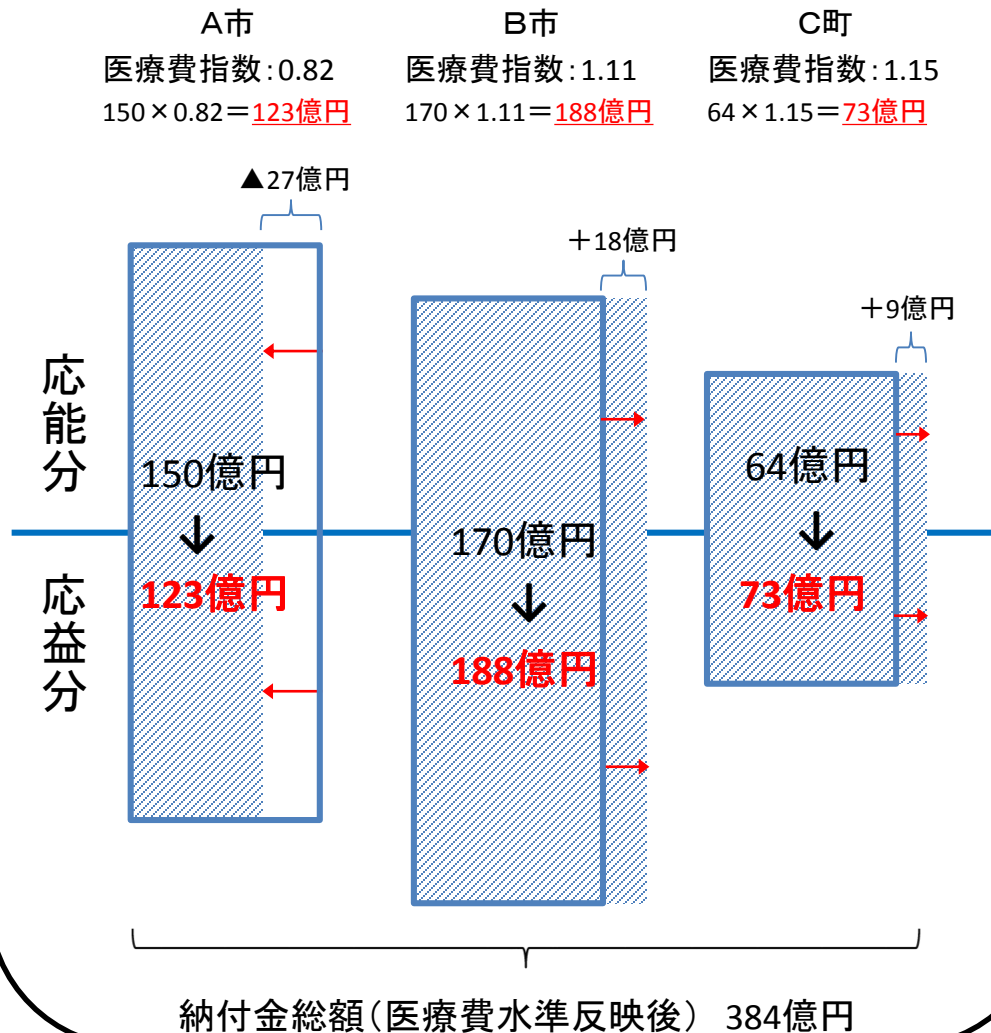 A市
医療費指数:0.82
150×0.82=123億円
B市
医療費指数:1.11
170×1.11=188億円
C町
医療費指数:1.15
64×1.15=73億円
▲27億円
+18億円
+9億円
応能分
応益分
150億円
↓
123億円
170億円
↓
188億円
64億円
↓
73億円
納付金総額(医療費水準反映後) 384億円